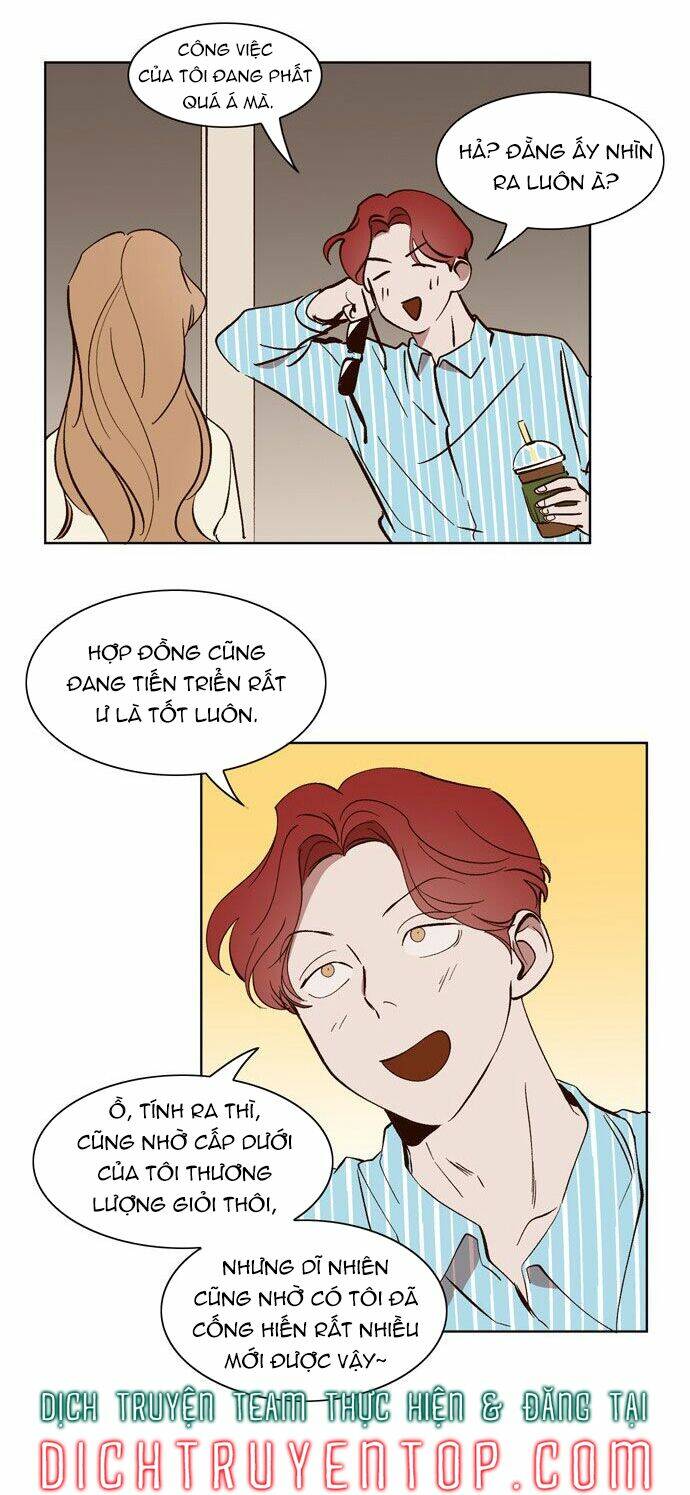 CÔNG VIỆC
CỦA TÔI ĐANG PHẤT
QUÁ Á MÀ.
HẢ? ĐẰNG ẤY NHÌN
RA LUÔN À?
HỢP ĐỒNG CŨNG
ĐANG TIẾN TRIỂN RẤT
Ư LÀ TỐT LUÔN.
Ồ, TÍNH RA THÌ,
CŨNG NHỜ CẤP DƯỚI
CỦA TÔI THƯƠNG
LƯỢNG GIỎI THÔI,
NHƯNG DĨ NHIÊN
CŨNG NHỜ CÓ TÔI ĐÃ
CỐNG HIẾN RẤT NHIỀU
MỚI ĐƯỢC VẬY~
DỊCH TRUYỆN TEAM THỰC HIỆN & ĐĂNG TẠI
DICHTRUYENTOP.COM